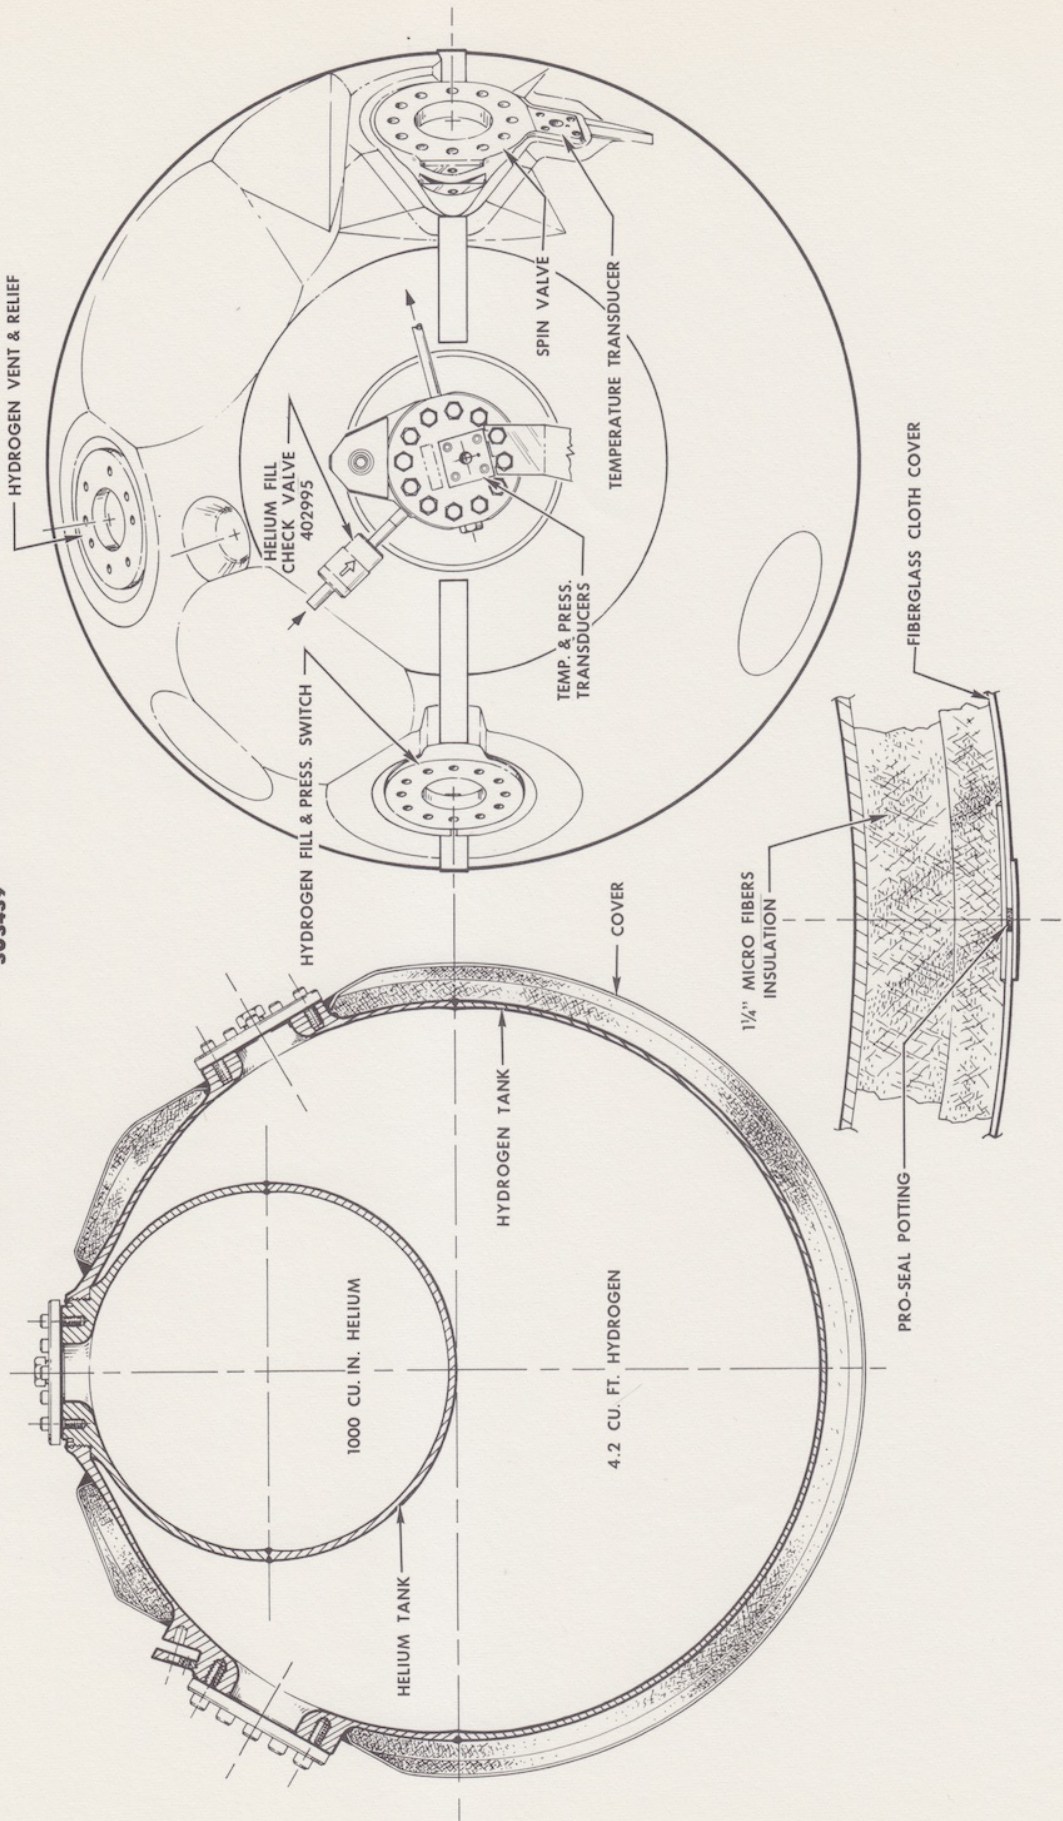 HYDROGEN VENT & RELIEF
HELIUM FILL
CHECK VALVE
402995
HYDROGEN FILL & PRESS. SWITCH
SPIN VALVE
TEMPERATURE TRANSDUCER
TEMP. & PRESS.
TRANSDUCERS
1000 CU. IN. HELIUM
HELIUM TANK
HYDROGEN TANK
4.2 CU. FT. HYDROGEN
COVER
1¼" MICRO FIBERS
INSULATION
PRO-SEAL POTTING
FIBERGLASS CLOTH COVER